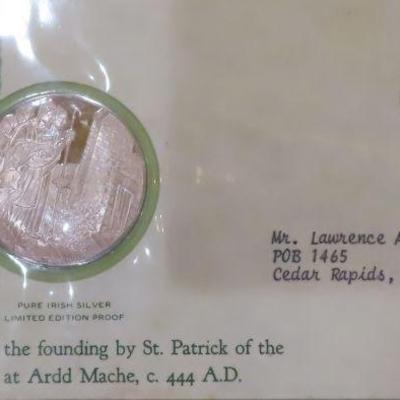 Mr. Lawrence A
POB 1465
Cedar Rapids,
PURE IRISH SILVER
LIMITED EDITION PROOF
the founding by St. Patrick of the
at Ardd Mache, c. 444 A.D.